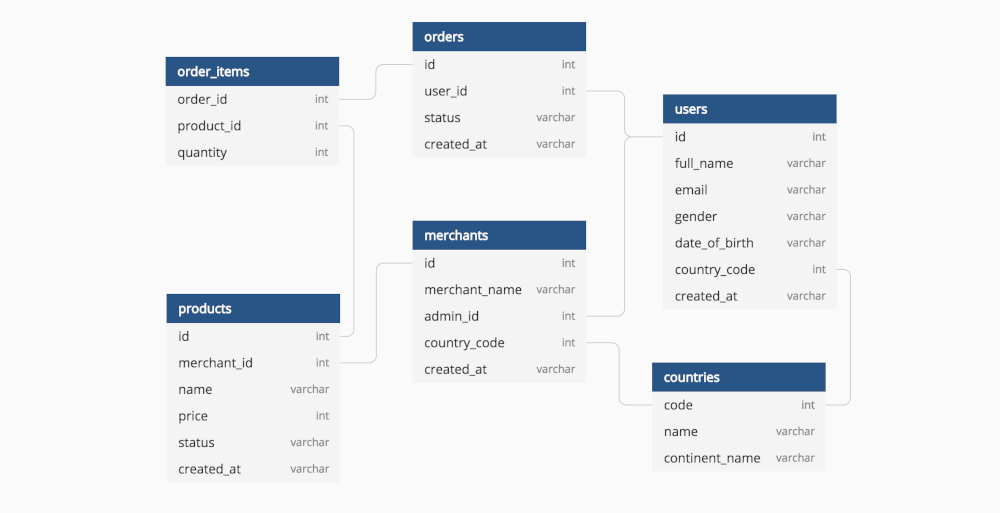 order_items
order_id int
product_id int
quantity int
orders
id int
user_id int
status varchar
created_at varchar
users
id int
full_name varchar
email varchar
gender varchar
date_of_birth varchar
country_code int
created_at varchar
merchants
id int
merchant_name varchar
admin_id int
country_code int
created_at varchar
products
id int
merchant_id int
name varchar
price int
status varchar
created_at varchar
countries
code int
name varchar
continent_name varchar